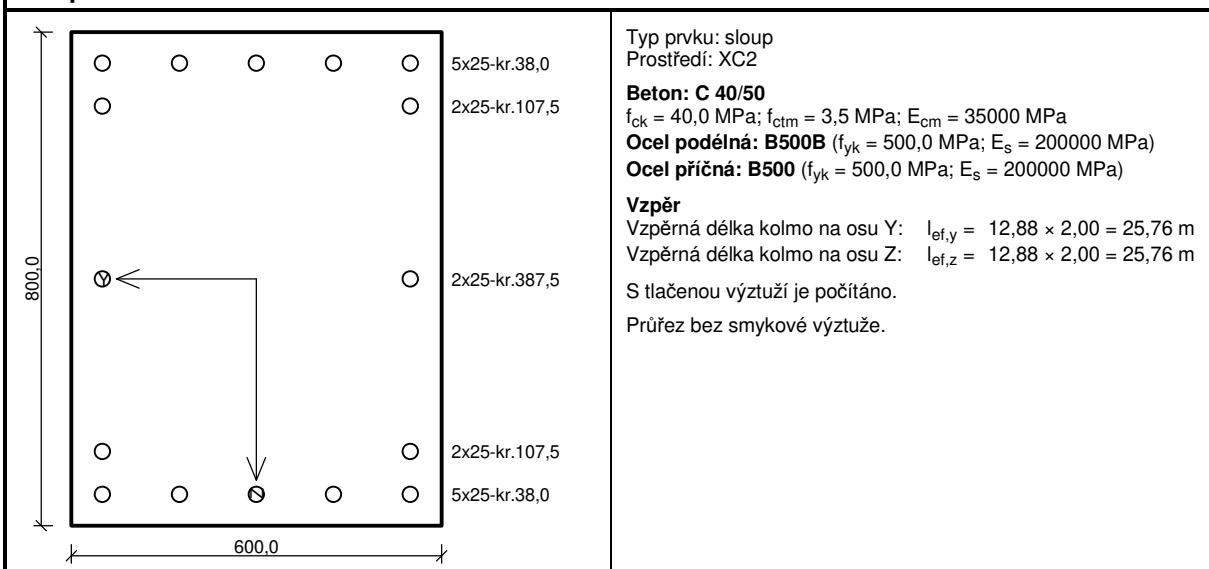 800,0
600,0
5x25-kr.38,0
2x25-kr.107,5
Y
2x25-kr.387,5
2x25-kr.107,5
Z
5x25-kr.38,0
Typ prvku: sloup
Prostředí: XC2
Beton: C 40/50
fck = 40,0 MPa; fctm = 3,5 MPa; Ecm = 35000 MPa
Ocel podélná: B500B (fyk = 500,0 MPa; Es = 200000 MPa)
Ocel příčná: B500 (fyk = 500,0 MPa; Es = 200000 MPa)
Vzpěr
Vzpěrná délka kolmo na osu Y: lef,y = 12,88 × 2,00 = 25,76 m
Vzpěrná délka kolmo na osu Z: lef,z = 12,88 × 2,00 = 25,76 m
S tlačenou výztuží je počítáno.
Průřez bez smykové výztuže.